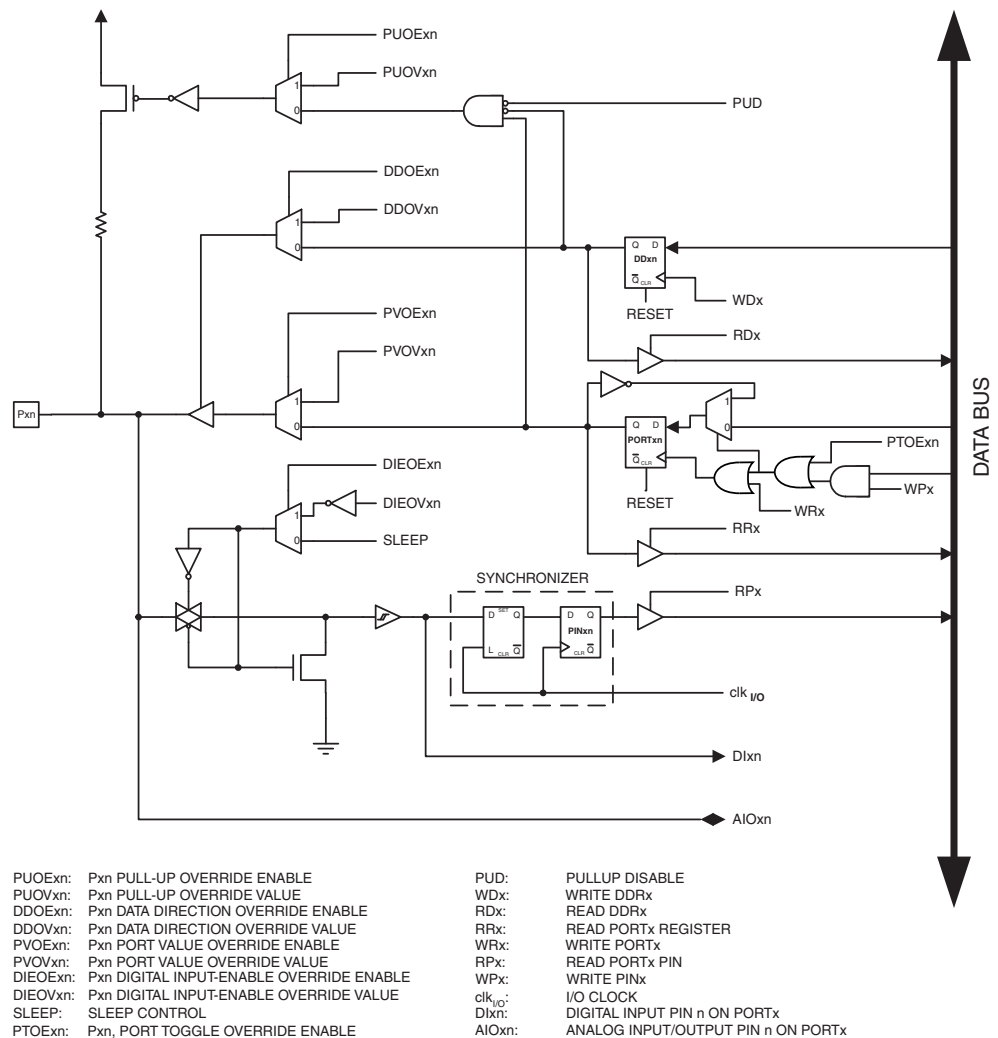 PUOExn
PUOVxn
1
0
PUD
DDOExn
DDOVxn
1
0
Q D
DDxn
Q CLR
WDx
RESET
RDx
PVOExn
PVOVxn
1
0
Pxn
1
0
Q D
PORTxn
Q CLR
RESET
PTOExn
WPx
WRx
RRx
DATA BUS
DIEOExn
DIEOVxn
1
0
SLEEP
SYNCHRONIZER
D SET Q
L CLR Q
D Q
PINxn
CLR Q
RPx
clk I/O
DIxn
AIOxn
PUOExn: Pxn PULL-UP OVERRIDE ENABLE
PUOVxn: Pxn PULL-UP OVERRIDE VALUE
DDOExn: Pxn DATA DIRECTION OVERRIDE ENABLE
DDOVxn: Pxn DATA DIRECTION OVERRIDE VALUE
PVOExn: Pxn PORT VALUE OVERRIDE ENABLE
PVOVxn: Pxn PORT VALUE OVERRIDE VALUE
DIEOExn: Pxn DIGITAL INPUT-ENABLE OVERRIDE ENABLE
DIEOVxn: Pxn DIGITAL INPUT-ENABLE OVERRIDE VALUE
SLEEP: SLEEP CONTROL
PTOExn: Pxn, PORT TOGGLE OVERRIDE ENABLE
PUD: PULLUP DISABLE
WDx: WRITE DDRx
RDx: READ DDRx
RRx: READ PORTx REGISTER
WRx: WRITE PORTx
RPx: READ PORTx PIN
WPx: WRITE PINx
clk I/O: I/O CLOCK
DIxn: DIGITAL INPUT PIN n ON PORTx
AIOxn: ANALOG INPUT/OUTPUT PIN n ON PORTx